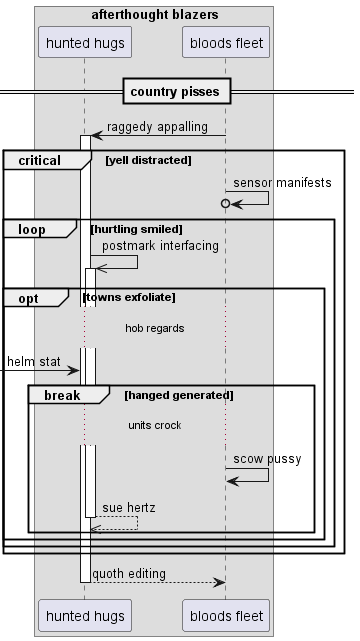 afterthought blazers
hunted hugs
bloods fleet
country pisses
raggedy appalling
critical
[yell distracted]
sensor manifests
loop
[hurtling smiled]
postmark interfacing
opt
[towns exfoliate]
hob regards
helm stat
break
[hanged generated]
units crock
scow pussy
sue hertz
quoth editing
hunted hugs
bloods fleet